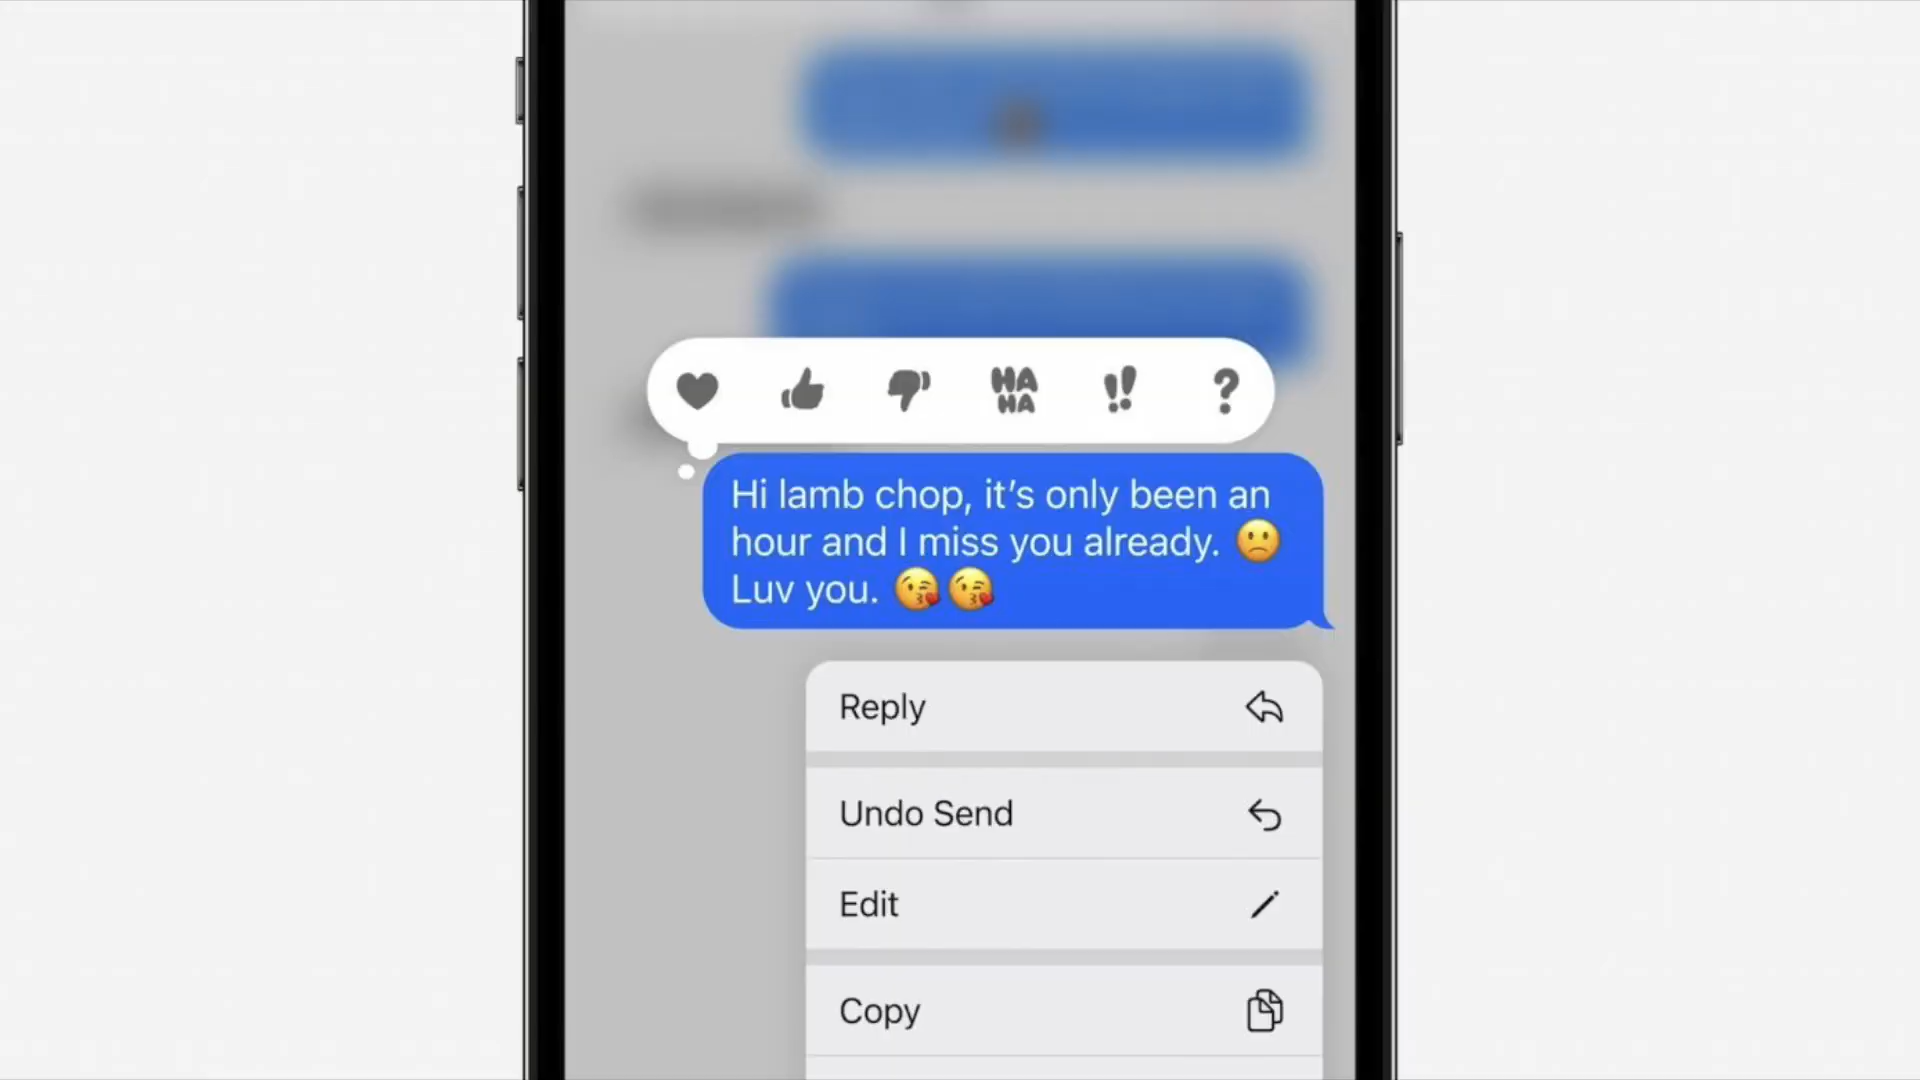 HA
HA
!!
?
Hi lamb chop, it’s only been an
hour and I miss you already. 🙁
Luv you. 😘😘
Reply
Undo Send
Edit
Copy